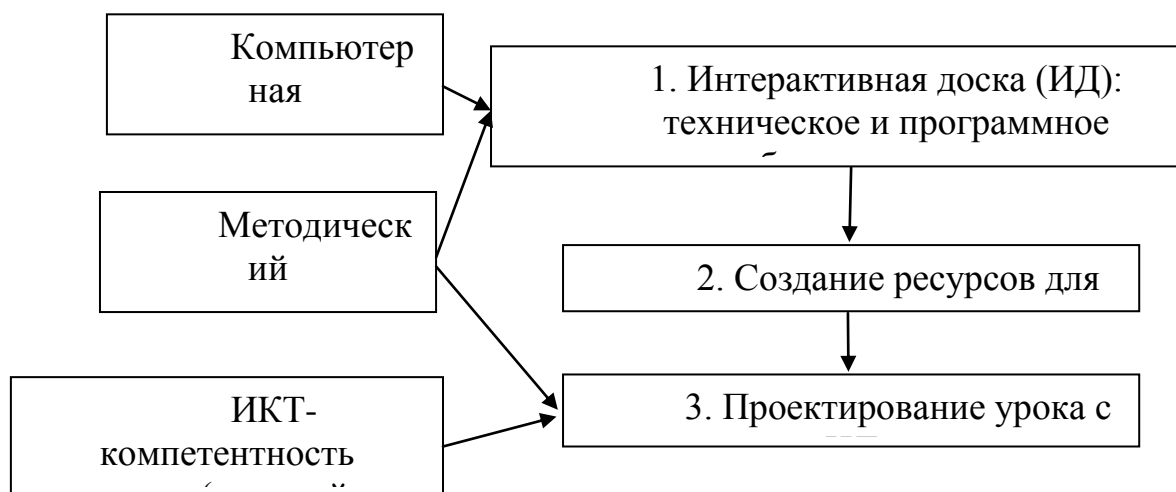 Компьютер
ная
1. Интерактивная доска (ИД):
техническое и программное
Методическ
ий
2. Создание ресурсов для
ИКТ-
компетентность
3. Проектирование урока с